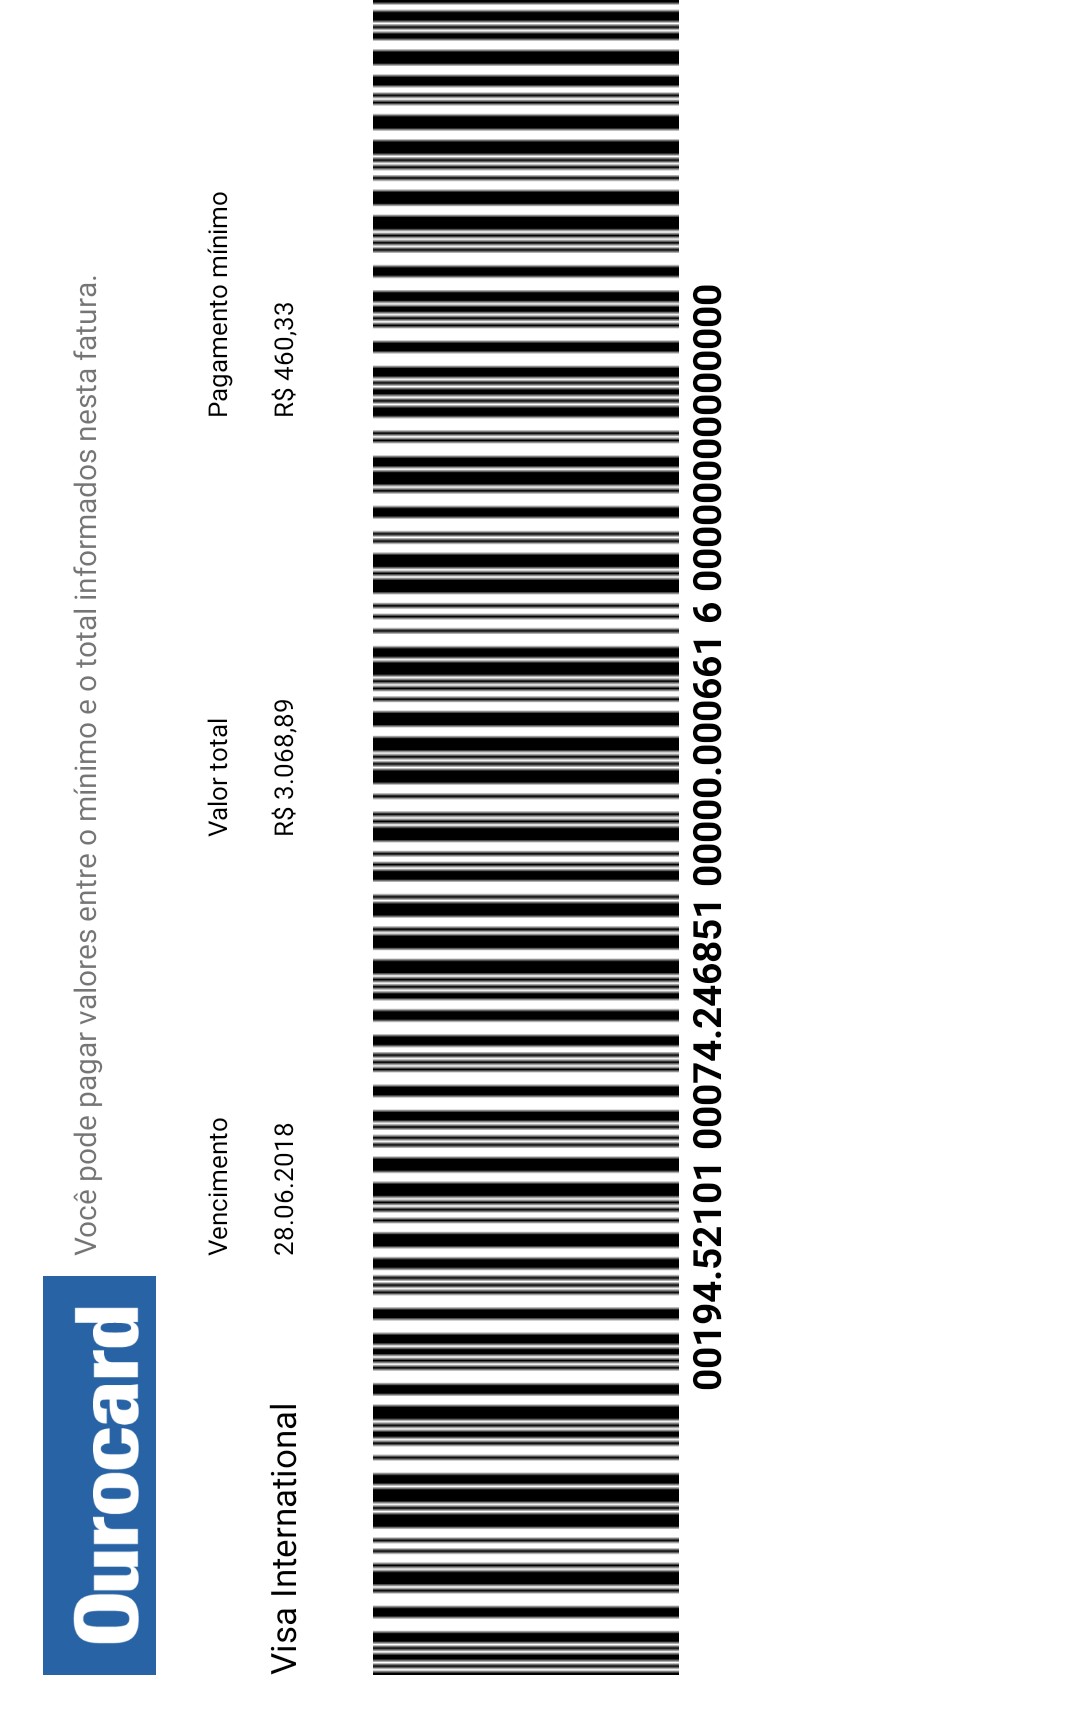 Ourocard
Você pode pagar valores entre o mínimo e o total informados nesta fatura.
Vencimento Valor total Pagamento mínimo
Visa International 28.06.2018 R$ 3.068,89 R$ 460,33
00194.52101 00074.246851 00000.000661 6 00000000000000